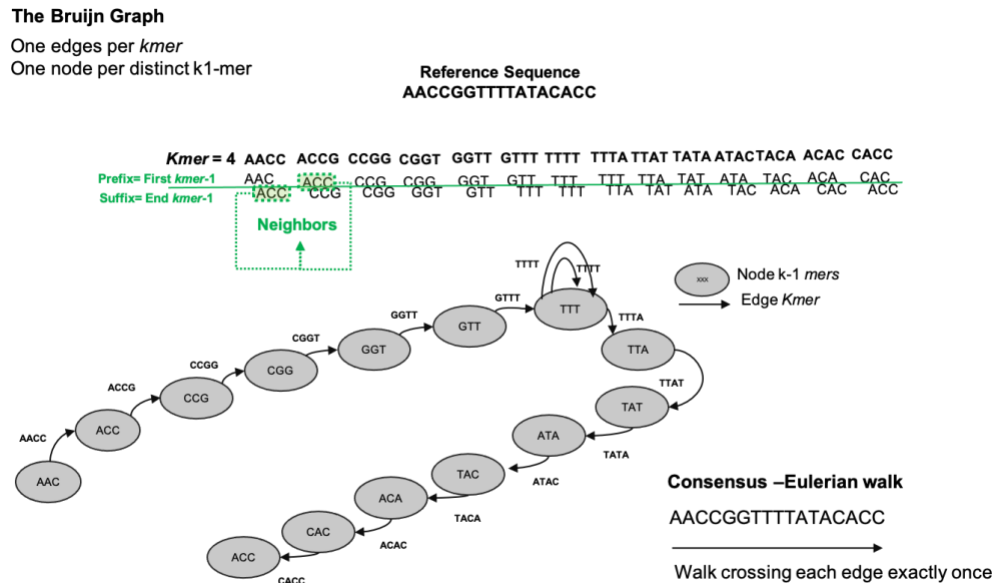 The Bruijn Graph
One edges per kmer
One node per distinct k1-mer
Reference Sequence
AACCGGTTTTATACACC
Kmer = 4 AACC ACCG CCGG CGGT GGTT GTTT TTTT TTTA TTAT TATA ATAC TACA ACAC CACC
Prefix= First kmer-1 AAC ACC CCG CGG GGT GTT TTT TTT TTA TAT ATA TAC ACA CAC
Suffix= End kmer-1 ACC CCG CGG GGT GTT TTT TTT TTA TAT ATA TAC ACA CAC ACC
Neighbors
TTTT
TTTT
xxx
Node k-1 mers
Edge Kmer
GTTT
TTT
TTTA
GGTT
GTT
CGGT
GGT
TTA
CCGG
CGG
TTAT
ACCG
CCG
TAT
AACC
ACC
ATA
TATA
AAC
TAC
ATAC
ACA
TACA
CAC
ACAC
ACC
CACC
Consensus –Eulerian walk
AACCGGTTTTATACACC
Walk crossing each edge exactly once